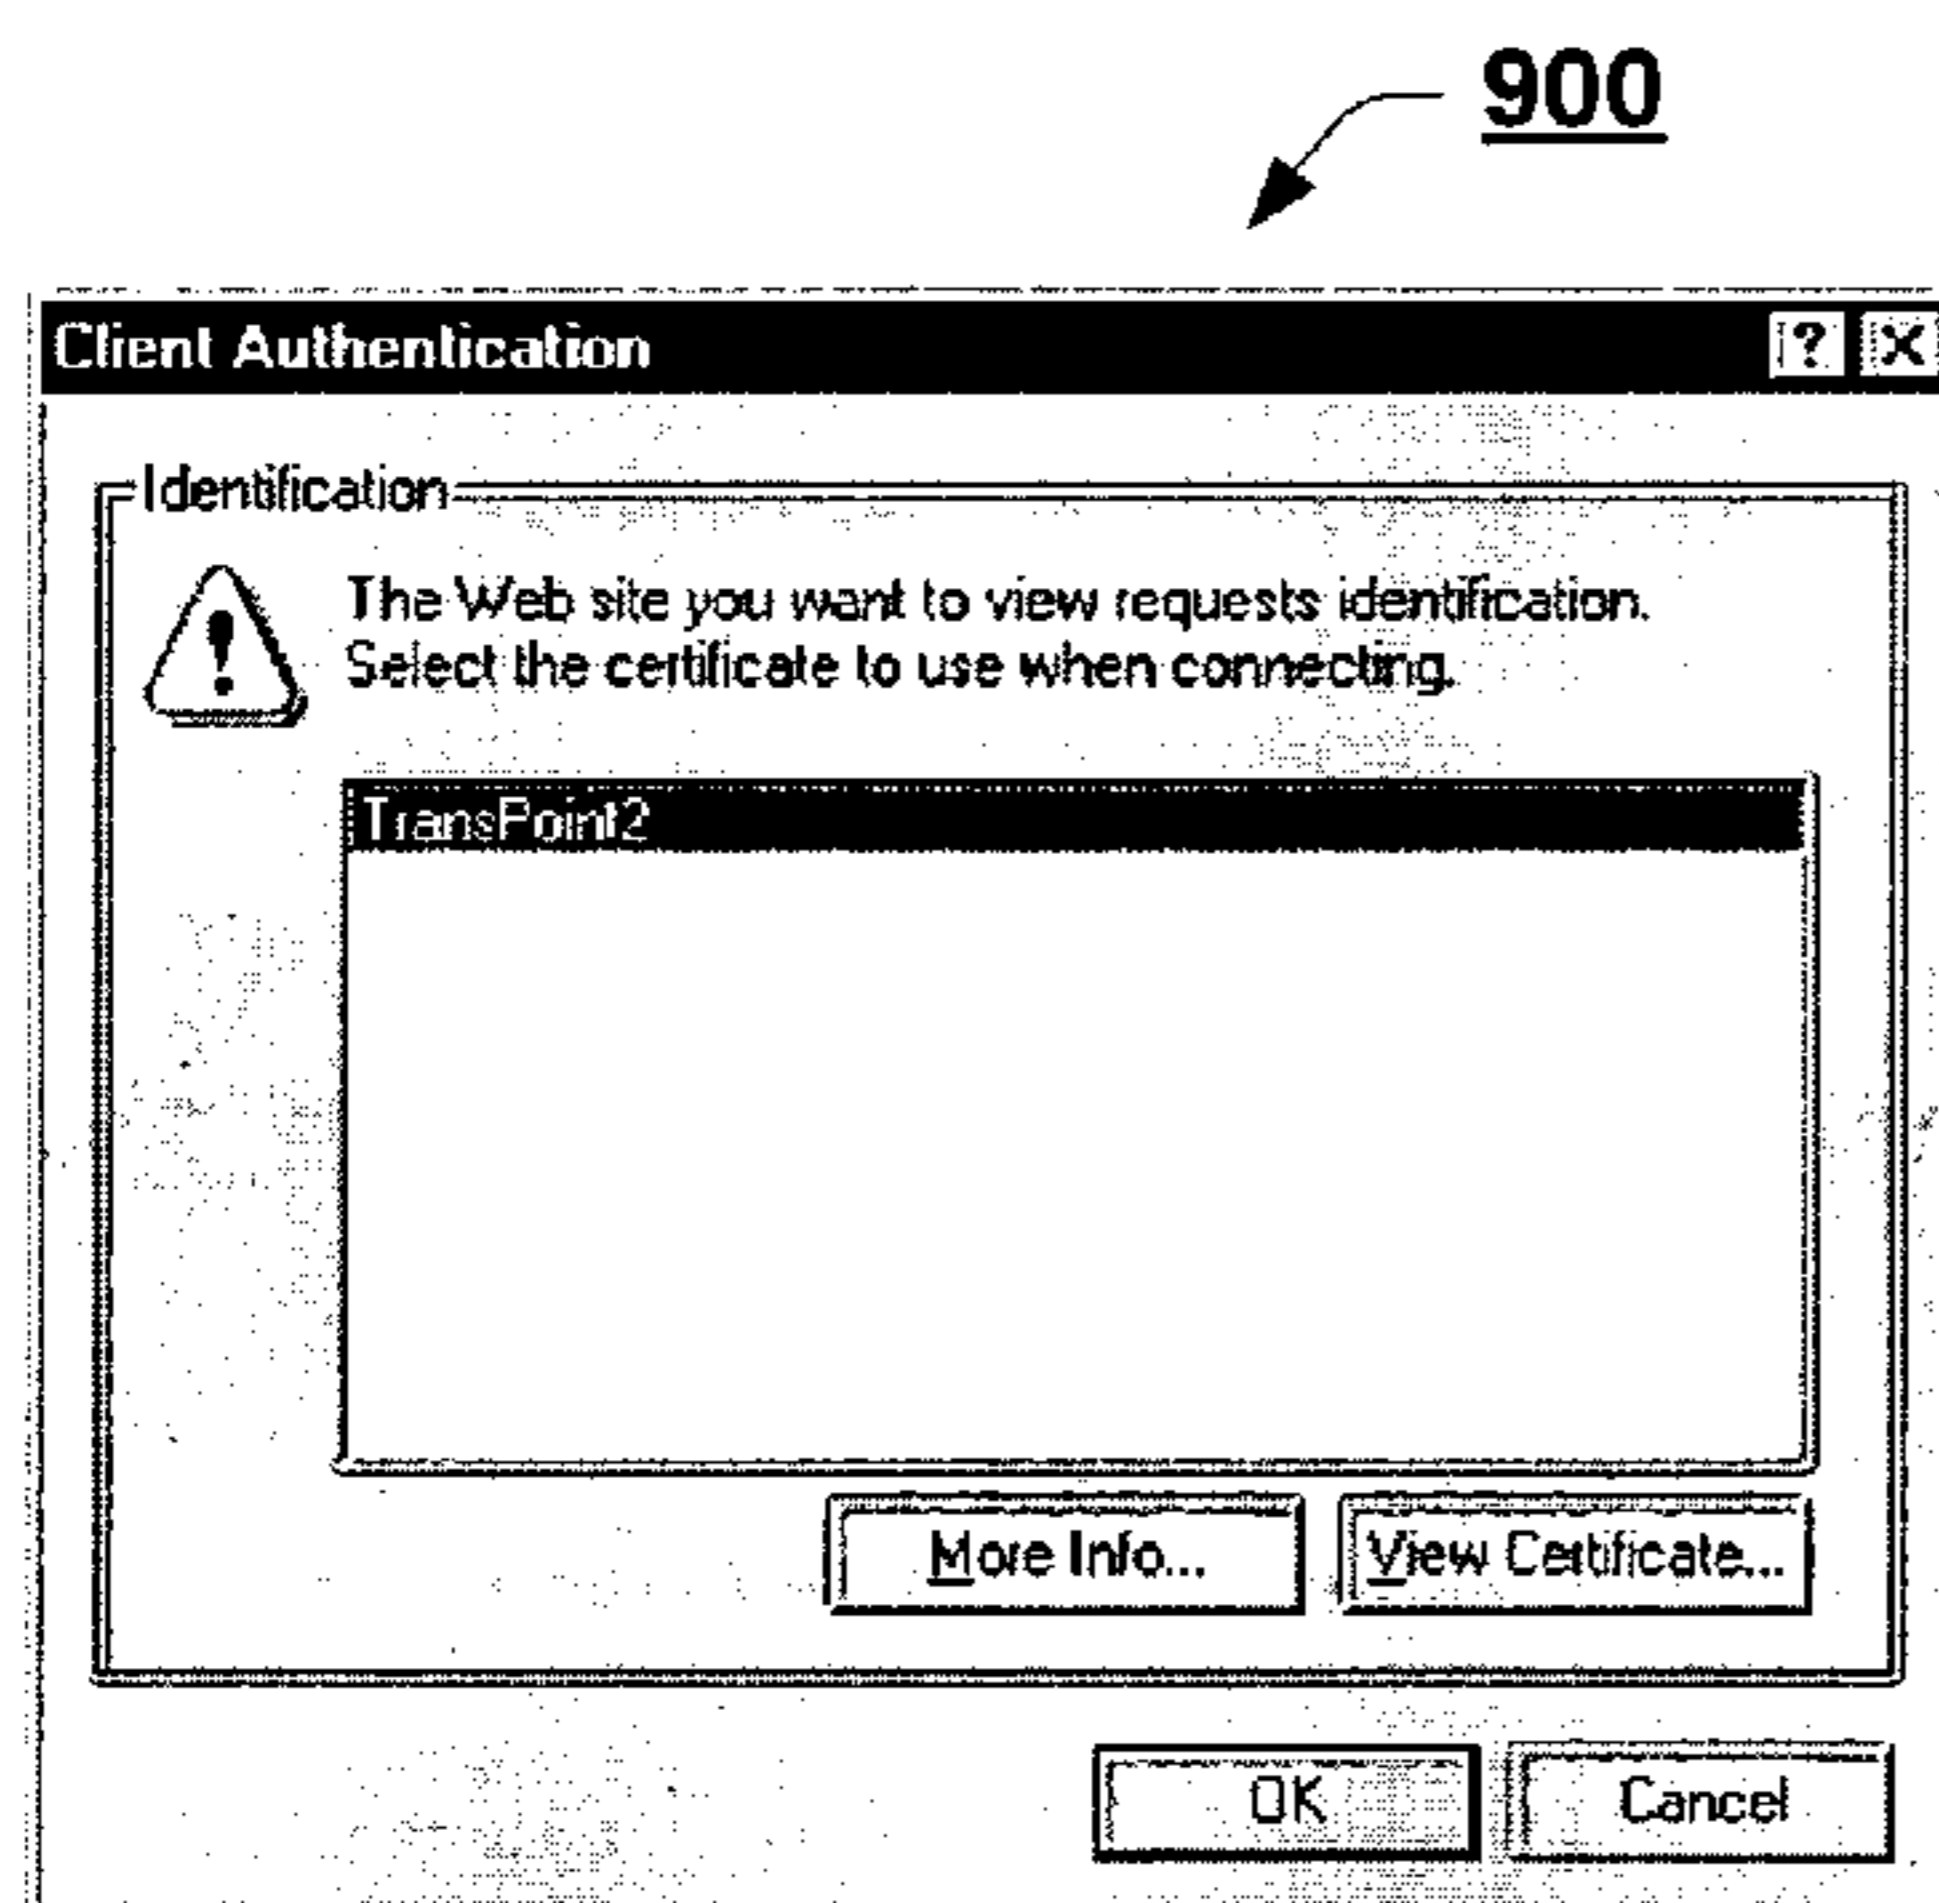 900
Client Authentication
Identification
The Web site you want to view requests identification.
Select the certificate to use when connecting.
TransPoint2
More Info...
View Certificate...
OK
Cancel